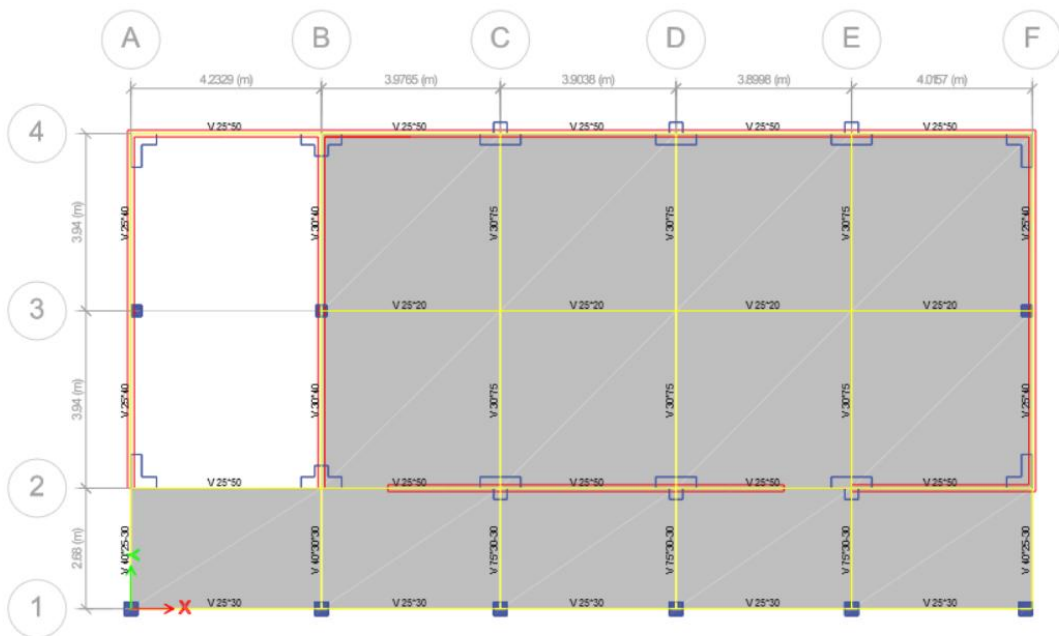 A B C D E F
4.2329 (m) 3.9765 (m) 3.9038 (m) 3.8998 (m) 4.0157 (m)
4
V 25*50 V 25*50 V 25*50 V 25*50 V 25*50
3.94 (m)
V 25*40 V 30*40 V 30*75 V 30*75 V 30*75 V 25*40
3
V 25*20 V 25*20 V 25*20 V 25*20
3.94 (m)
V 25*40 V 30*40 V 30*75 V 30*75 V 30*75 V 25*40
2
V 25*50 V 25*50 V 25*50 V 25*50 V 25*50
2.68 (m)
V 40*25-30 V 40*30-30 V 75*30-30 V 75*30-30 V 75*30-30 V 40*25-30
Y
1
X
V 25*30 V 25*30 V 25*30 V 25*30 V 25*30